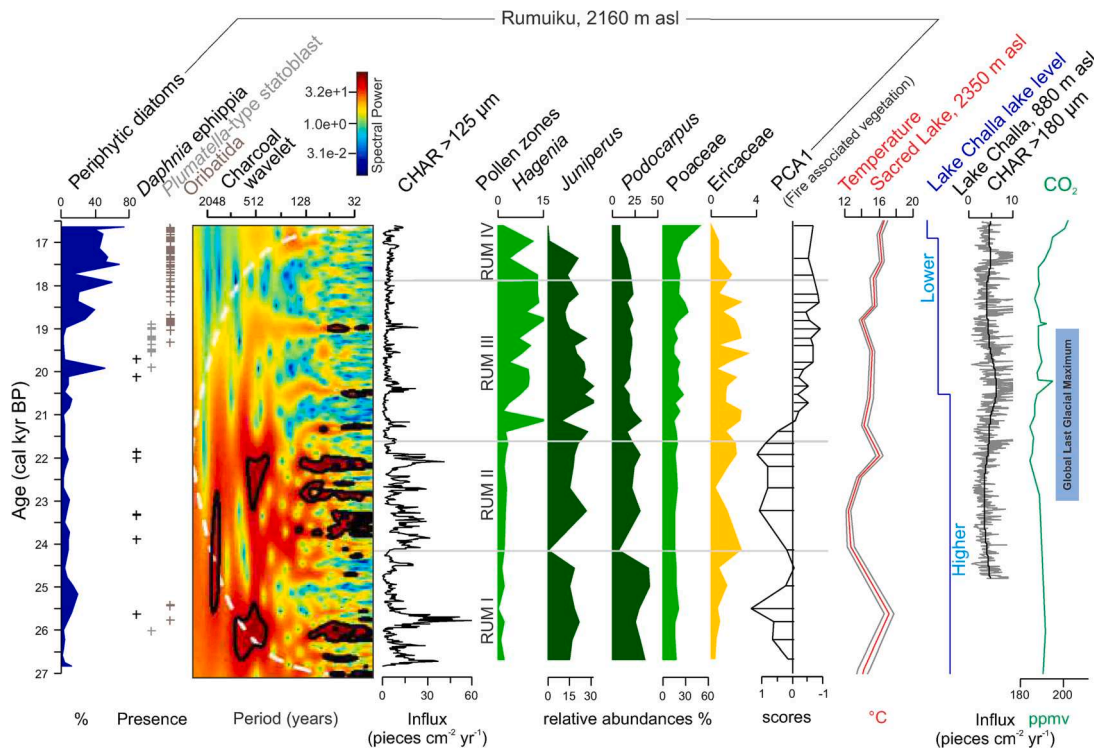 Rumuiku, 2160 m asl
Periphytic diatoms
Daphnia ephippia
Plumatella-type statoblast
Oribatida
Charcoal
wavelet
3.2e+1
1.0e+0
3.1e-2
Spectral Power
CHAR > 125 µm
Pollen zones
Hagenia
Juniperus
Podocarpus
Poaceae
Ericaceae
PCA1
(Fire associated vegetation)
Temperature
Sacred Lake, 2350 m asl
Lake Challa lake level
Lake Challa, 880 m asl
CHAR > 180 µm
CO2
0 40 80
2048 512 128 32
0 15
0 25 50
0 4
12 16 20
0 10
Age (cal kyr BP)
17
18
19
20
21
22
23
24
25
26
27
RUM IV
RUM III
RUM II
RUM I
Lower
Higher
Global Last Glacial Maximum
0 30 60
0 15 30
0 30 60
1 0 -1
180 200
%
Presence
Period (years)
Influx
(pieces cm-2 yr-1)
relative abundances %
scores
°C
Influx
(pieces cm-2 yr-1)
ppmv